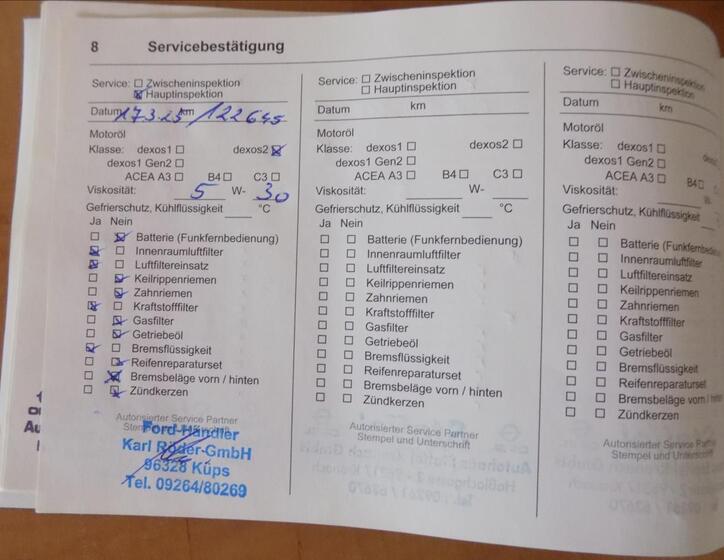 8 Servicebestätigung
Service: ☐ Zwischeninspektion
☒ Hauptinspektion
Datum 17.3.25 km 122645
Motoröl
Klasse: dexos1 ☐ dexos2 ☒
dexos1 Gen2 ☐
ACEA A3 ☐ B4 ☐ C3 ☐
Viskosität: 5 W- 30
Gefrierschutz, Kühlflüssigkeit ____ °C
Ja Nein
☐ ☒ Batterie (Funkfernbedienung)
☒ ☐ Innenraumluftfilter
☒ ☐ Luftfiltereinsatz
☐ ☒ Keilrippenriemen
☐ ☒ Zahnriemen
☒ ☐ Kraftstofffilter
☐ ☒ Gasfilter
☐ ☒ Getriebeöl
☒ ☐ Bremsflüssigkeit
☐ ☒ Reifenreparaturset
☐ ☒ Bremsbeläge vorn / hinten
☐ ☒ Zündkerzen
Autorisierter Service Partner
Ford-Händler
Karl Röder-GmbH
96328 Küps
Tel. 09264/80269
Service: ☐ Zwischeninspektion
☐ Hauptinspektion
Datum km
Motoröl
Klasse: dexos1 ☐ dexos2 ☐
dexos1 Gen2 ☐
ACEA A3 ☐ B4 ☐ C3 ☐
Viskosität: ____ W- ____
Gefrierschutz, Kühlflüssigkeit ____ °C
Ja Nein
☐ ☐ Batterie (Funkfernbedienung)
☐ ☐ Innenraumluftfilter
☐ ☐ Luftfiltereinsatz
☐ ☐ Keilrippenriemen
☐ ☐ Zahnriemen
☐ ☐ Kraftstofffilter
☐ ☐ Gasfilter
☐ ☐ Getriebeöl
☐ ☐ Bremsflüssigkeit
☐ ☐ Reifenreparaturset
☐ ☐ Bremsbeläge vorn / hinten
☐ ☐ Zündkerzen
Autorisierter Service Partner
Stempel und Unterschrift
Service: ☐ Zwischeninspektion
☐ Hauptinspektion
Datum km
Motoröl
Klasse: dexos1 ☐
dexos1 Gen2 ☐
ACEA A3 ☐ B4 ☐
Viskosität: ____ W-
Gefrierschutz, Kühlflüssigkeit
Ja Nein
☐ ☐ Batterie
☐ ☐ Innenraumluftfilter
☐ ☐ Luftfiltereinsatz
☐ ☐ Keilrippenriemen
☐ ☐ Zahnriemen
☐ ☐ Kraftstofffilter
☐ ☐ Gasfilter
☐ ☐ Getriebeöl
☐ ☐ Bremsflüssigkeit
☐ ☐ Reifenreparaturset
☐ ☐ Bremsbeläge vorn /
☐ ☐ Zündkerzen
Autorisierter Service
Stempel und Unterschrift